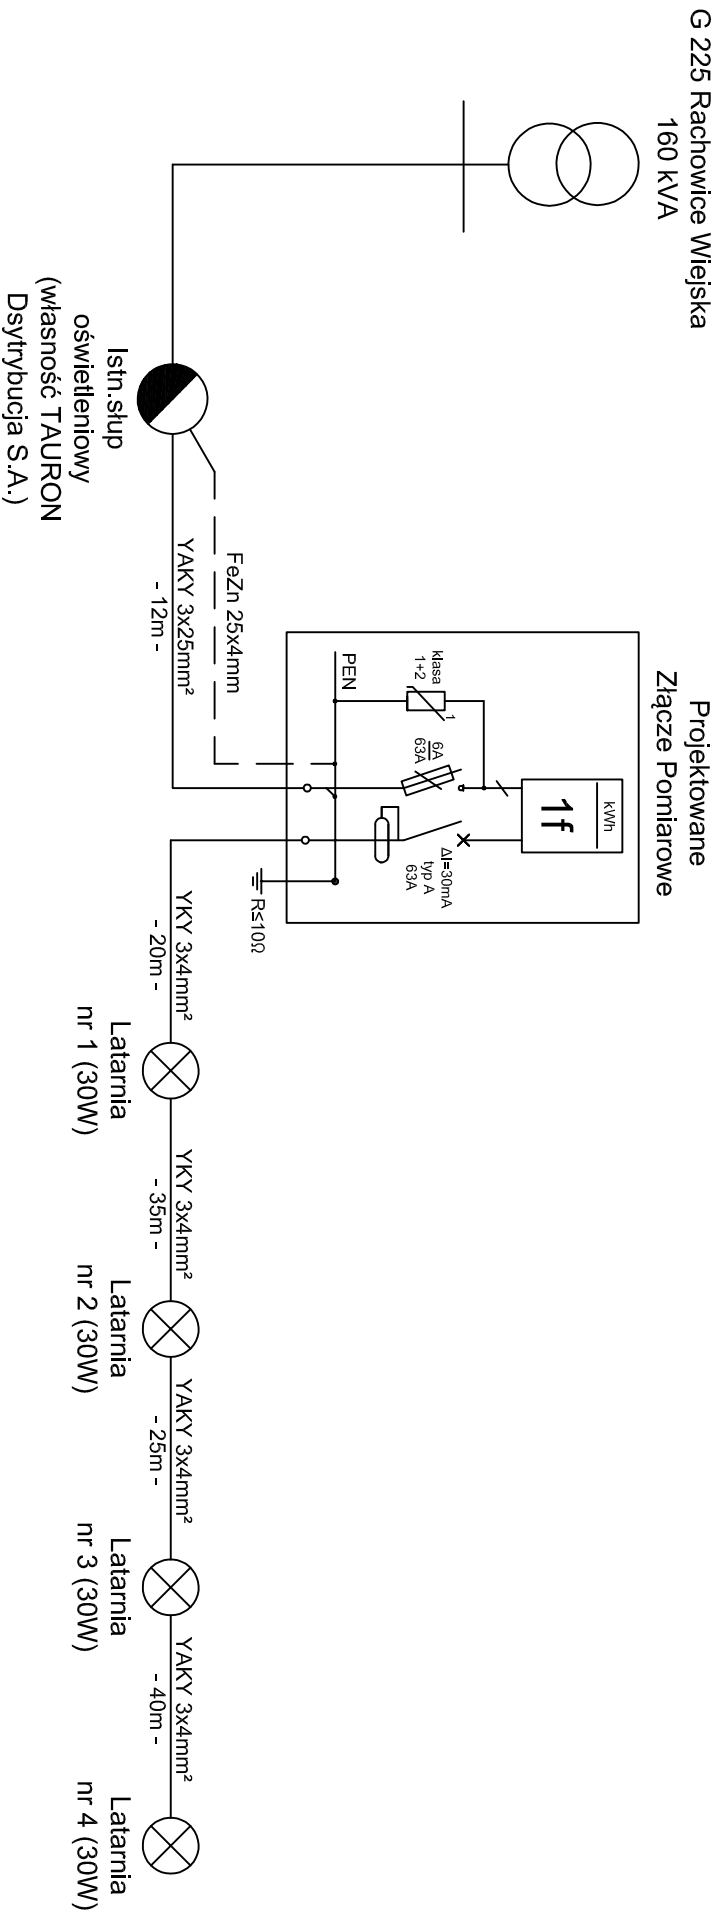 G 225 Rachowice Wiejska
160 kVA
Istn.słup
oświetleniowy
(własność TAURON
Dsytrybucja S.A.)
FeZn 25x4mm
YAKY 3x25mm²
- 12m -
Projektowane
Złącze Pomiarowe
kWh
1f
klasa
1+2
1
PEN
6A
63A
ΔI=30mA
typ A
63A
R≤10Ω
YKY 3x4mm²
- 20m -
Latarnia
nr 1 (30W)
YKY 3x4mm²
- 35m -
Latarnia
nr 2 (30W)
YAKY 3x4mm²
- 25m -
Latarnia
nr 3 (30W)
YAKY 3x4mm²
- 40m -
Latarnia
nr 4 (30W)